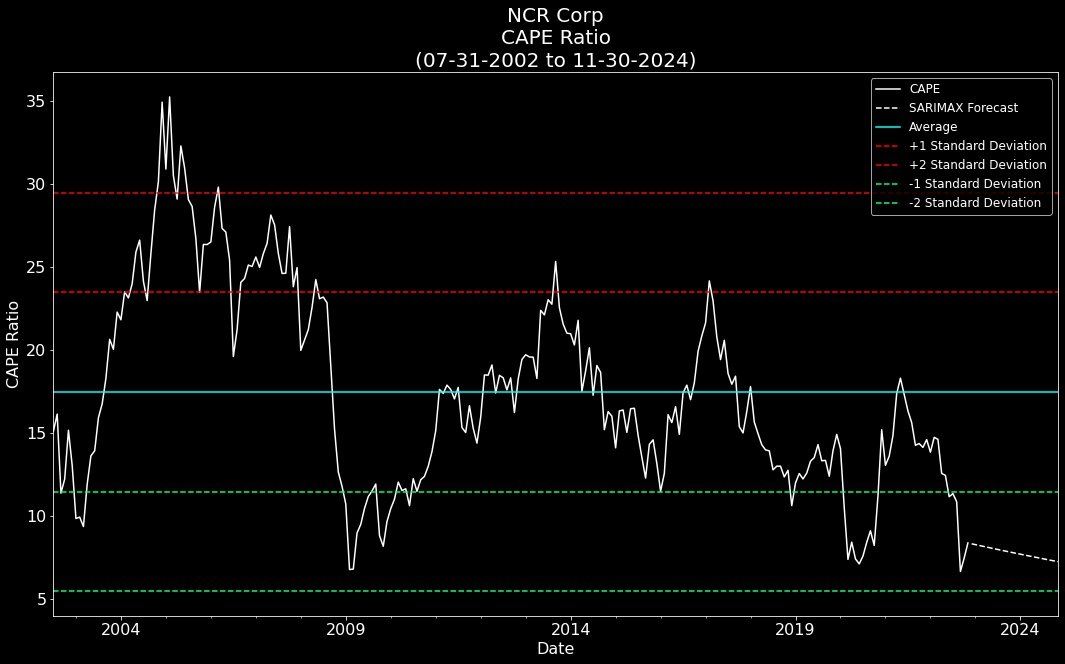 NCR Corp
CAPE Ratio
(07-31-2002 to 11-30-2024)
CAPE
SARIMAX Forecast
Average
+1 Standard Deviation
+2 Standard Deviation
-1 Standard Deviation
-2 Standard Deviation
CAPE Ratio
35
30
25
20
15
10
5
2004
2009
2014
2019
2024
Date